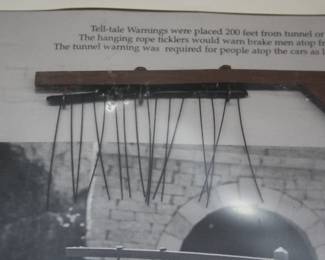 Tell-tale Warnings were placed 200 feet from tunnel or
The hanging rope ticklers would warn brake men atop
The tunnel warning was required for people atop the cars as